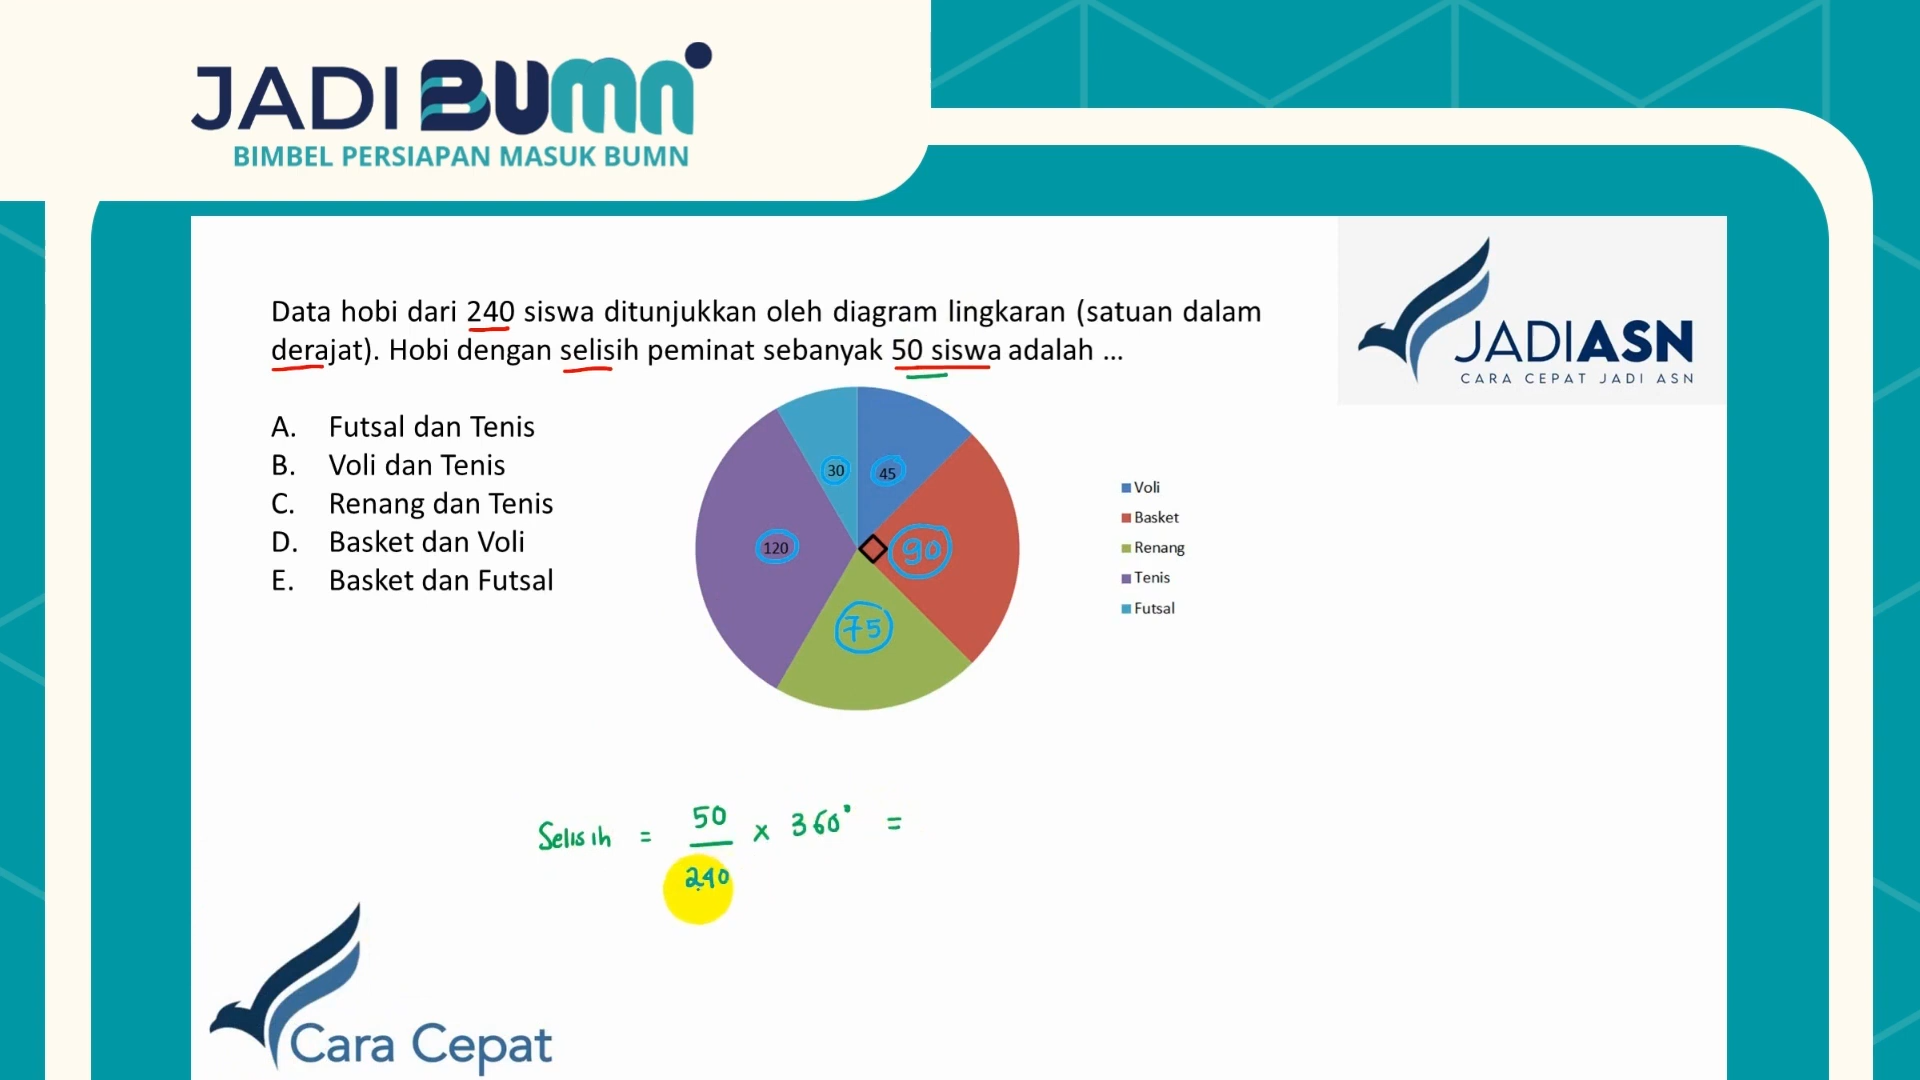 JADI BUMN
BIMBEL PERSIAPAN MASUK BUMN
JADIASN
CARA CEPAT JADI ASN
Data hobi dari 240 siswa ditunjukkan oleh diagram lingkaran (satuan dalam
derajat). Hobi dengan selisih peminat sebanyak 50 siswa adalah ...
A. Futsal dan Tenis
B. Voli dan Tenis
C. Renang dan Tenis
D. Basket dan Voli
E. Basket dan Futsal
30
45
120
90
75
Voli
Basket
Renang
Tenis
Futsal
Selisih = 50/240 x 360° =
Cara Cepat